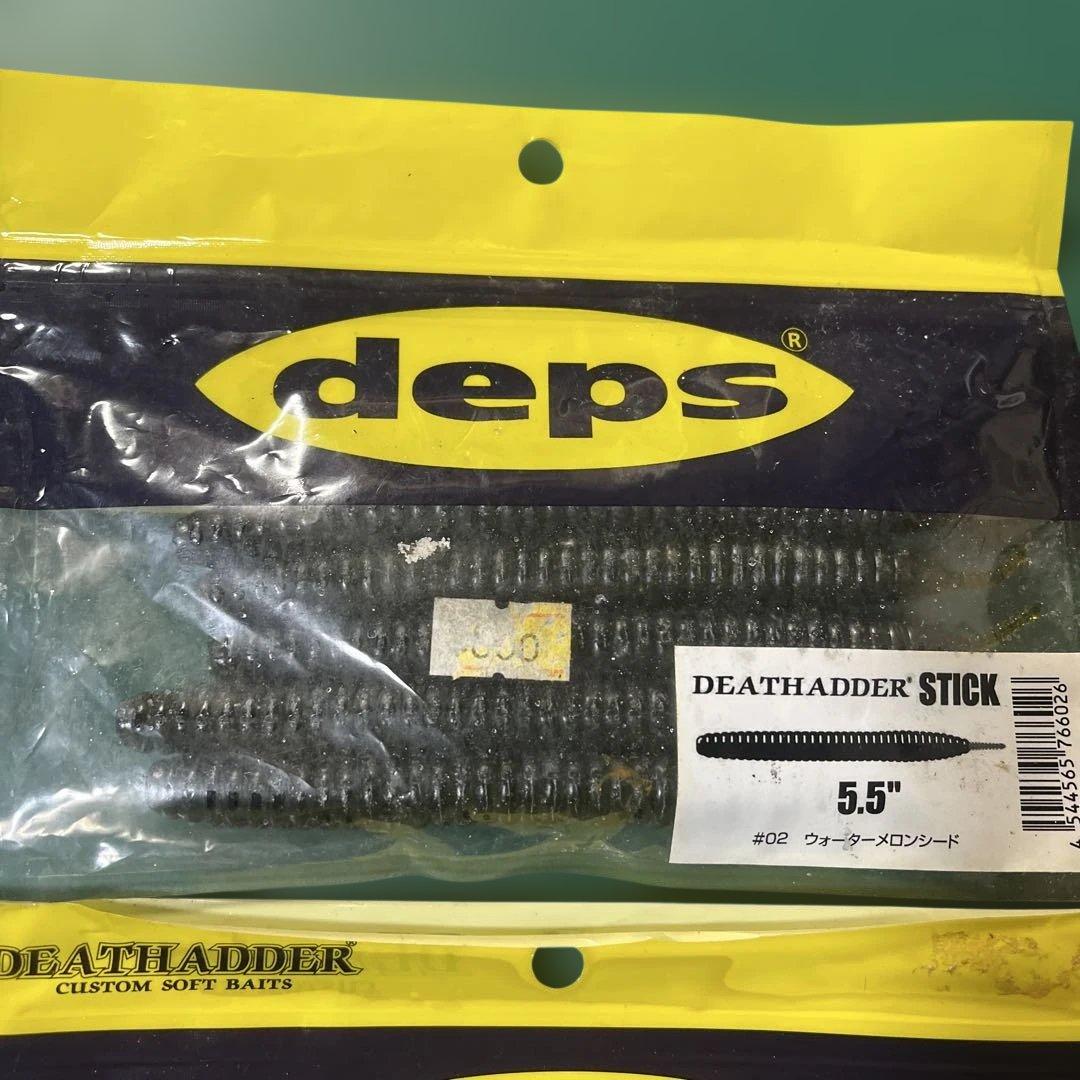 deps®
DEATHADDER® STICK
5.5"
#02 ウォーターメロンシード
4 544565 766026
DEATHADDER®
CUSTOM SOFT BAITS